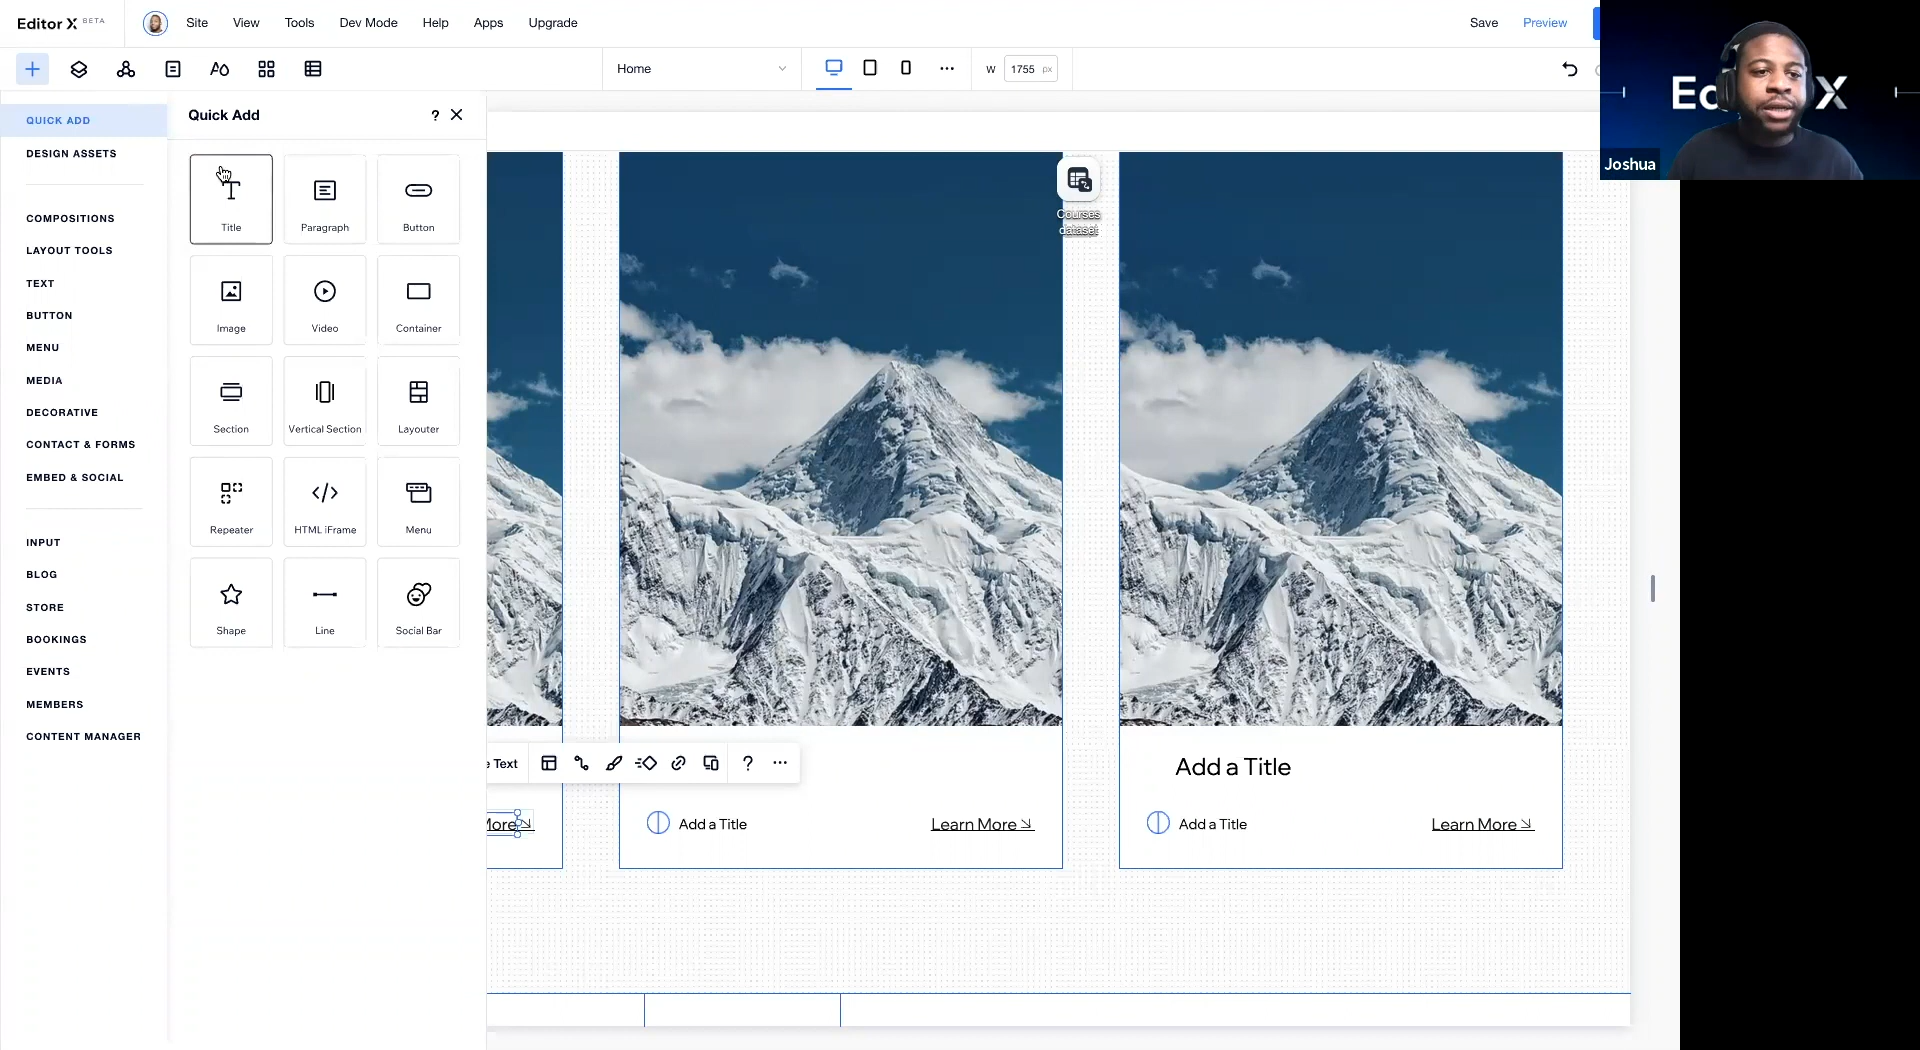 Editor X BETA
Site View Tools Dev Mode Help Apps Upgrade
Save Preview
Home
W 1755 px
QUICK ADD
DESIGN ASSETS
COMPOSITIONS
LAYOUT TOOLS
TEXT
BUTTON
MENU
MEDIA
DECORATIVE
CONTACT & FORMS
EMBED & SOCIAL
INPUT
BLOG
STORE
BOOKINGS
EVENTS
MEMBERS
CONTENT MANAGER
Quick Add ?
Title Paragraph Button
Image Video Container
Section Vertical Section Layouter
Repeater HTML iFrame Menu
Shape Line Social Bar
Courses
dataset
e Text ?
Add a Title
More
Add a Title Learn More
Add a Title Learn More
Ed X
Joshua